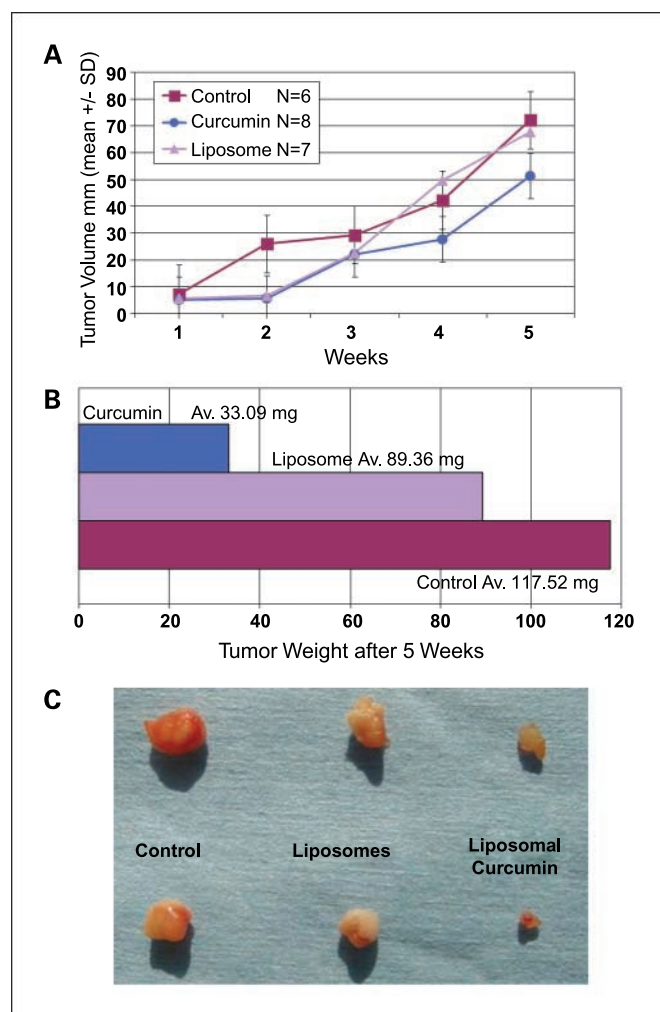 A
Tumor Volume mm (mean +/- SD)
90
80
70
60
50
40
30
20
10
0
Control N=6
Curcumin N=8
Liposome N=7
1 2 3 4 5
Weeks
B
Curcumin Av. 33.09 mg
Liposome Av. 89.36 mg
Control Av. 117.52 mg
0 20 40 60 80 100 120
Tumor Weight after 5 Weeks
C
Control Liposomes Liposomal
Curcumin